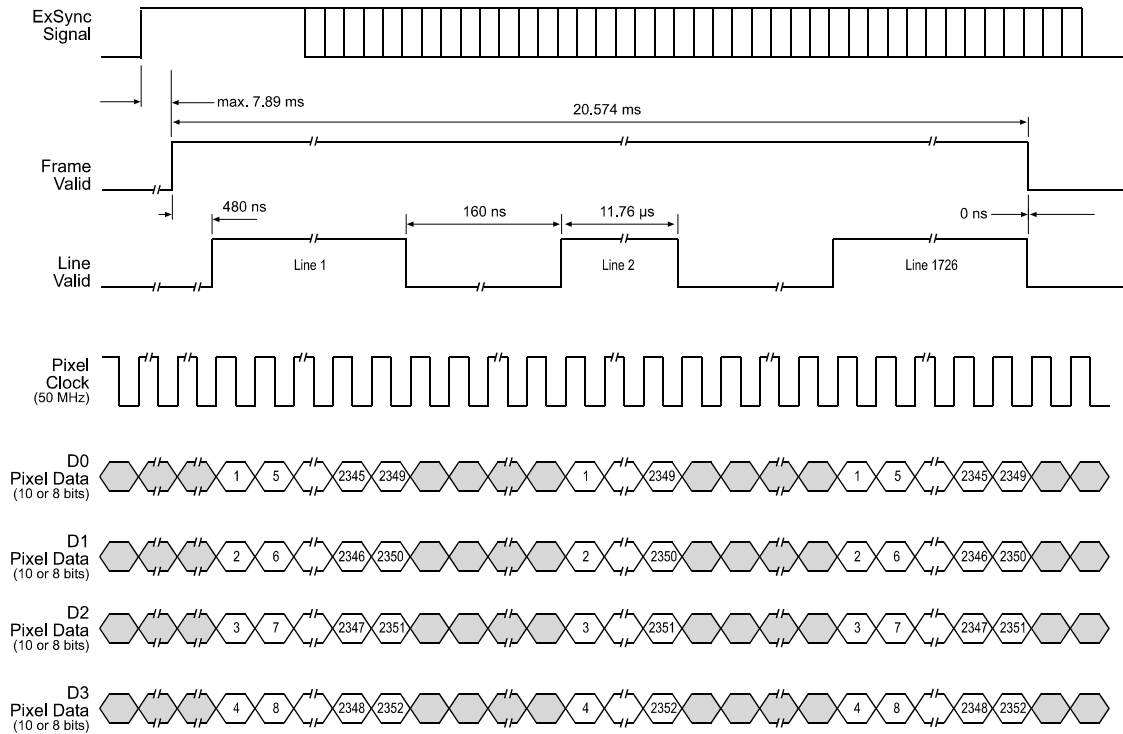 ExSync
Signal
max. 7.89 ms
20.574 ms
Frame
Valid
480 ns
160 ns
11.76 µs
0 ns
Line
Valid
Line 1
Line 2
Line 1726
Pixel
Clock
(50 MHz)
D0
Pixel Data
(10 or 8 bits)
1 5 2345 2349 1 2349 1 5 2345 2349
D1
Pixel Data
(10 or 8 bits)
2 6 2346 2350 2 2350 2 6 2346 2350
D2
Pixel Data
(10 or 8 bits)
3 7 2347 2351 3 2351 3 7 2347 2351
D3
Pixel Data
(10 or 8 bits)
4 8 2348 2352 4 2352 4 8 2348 2352